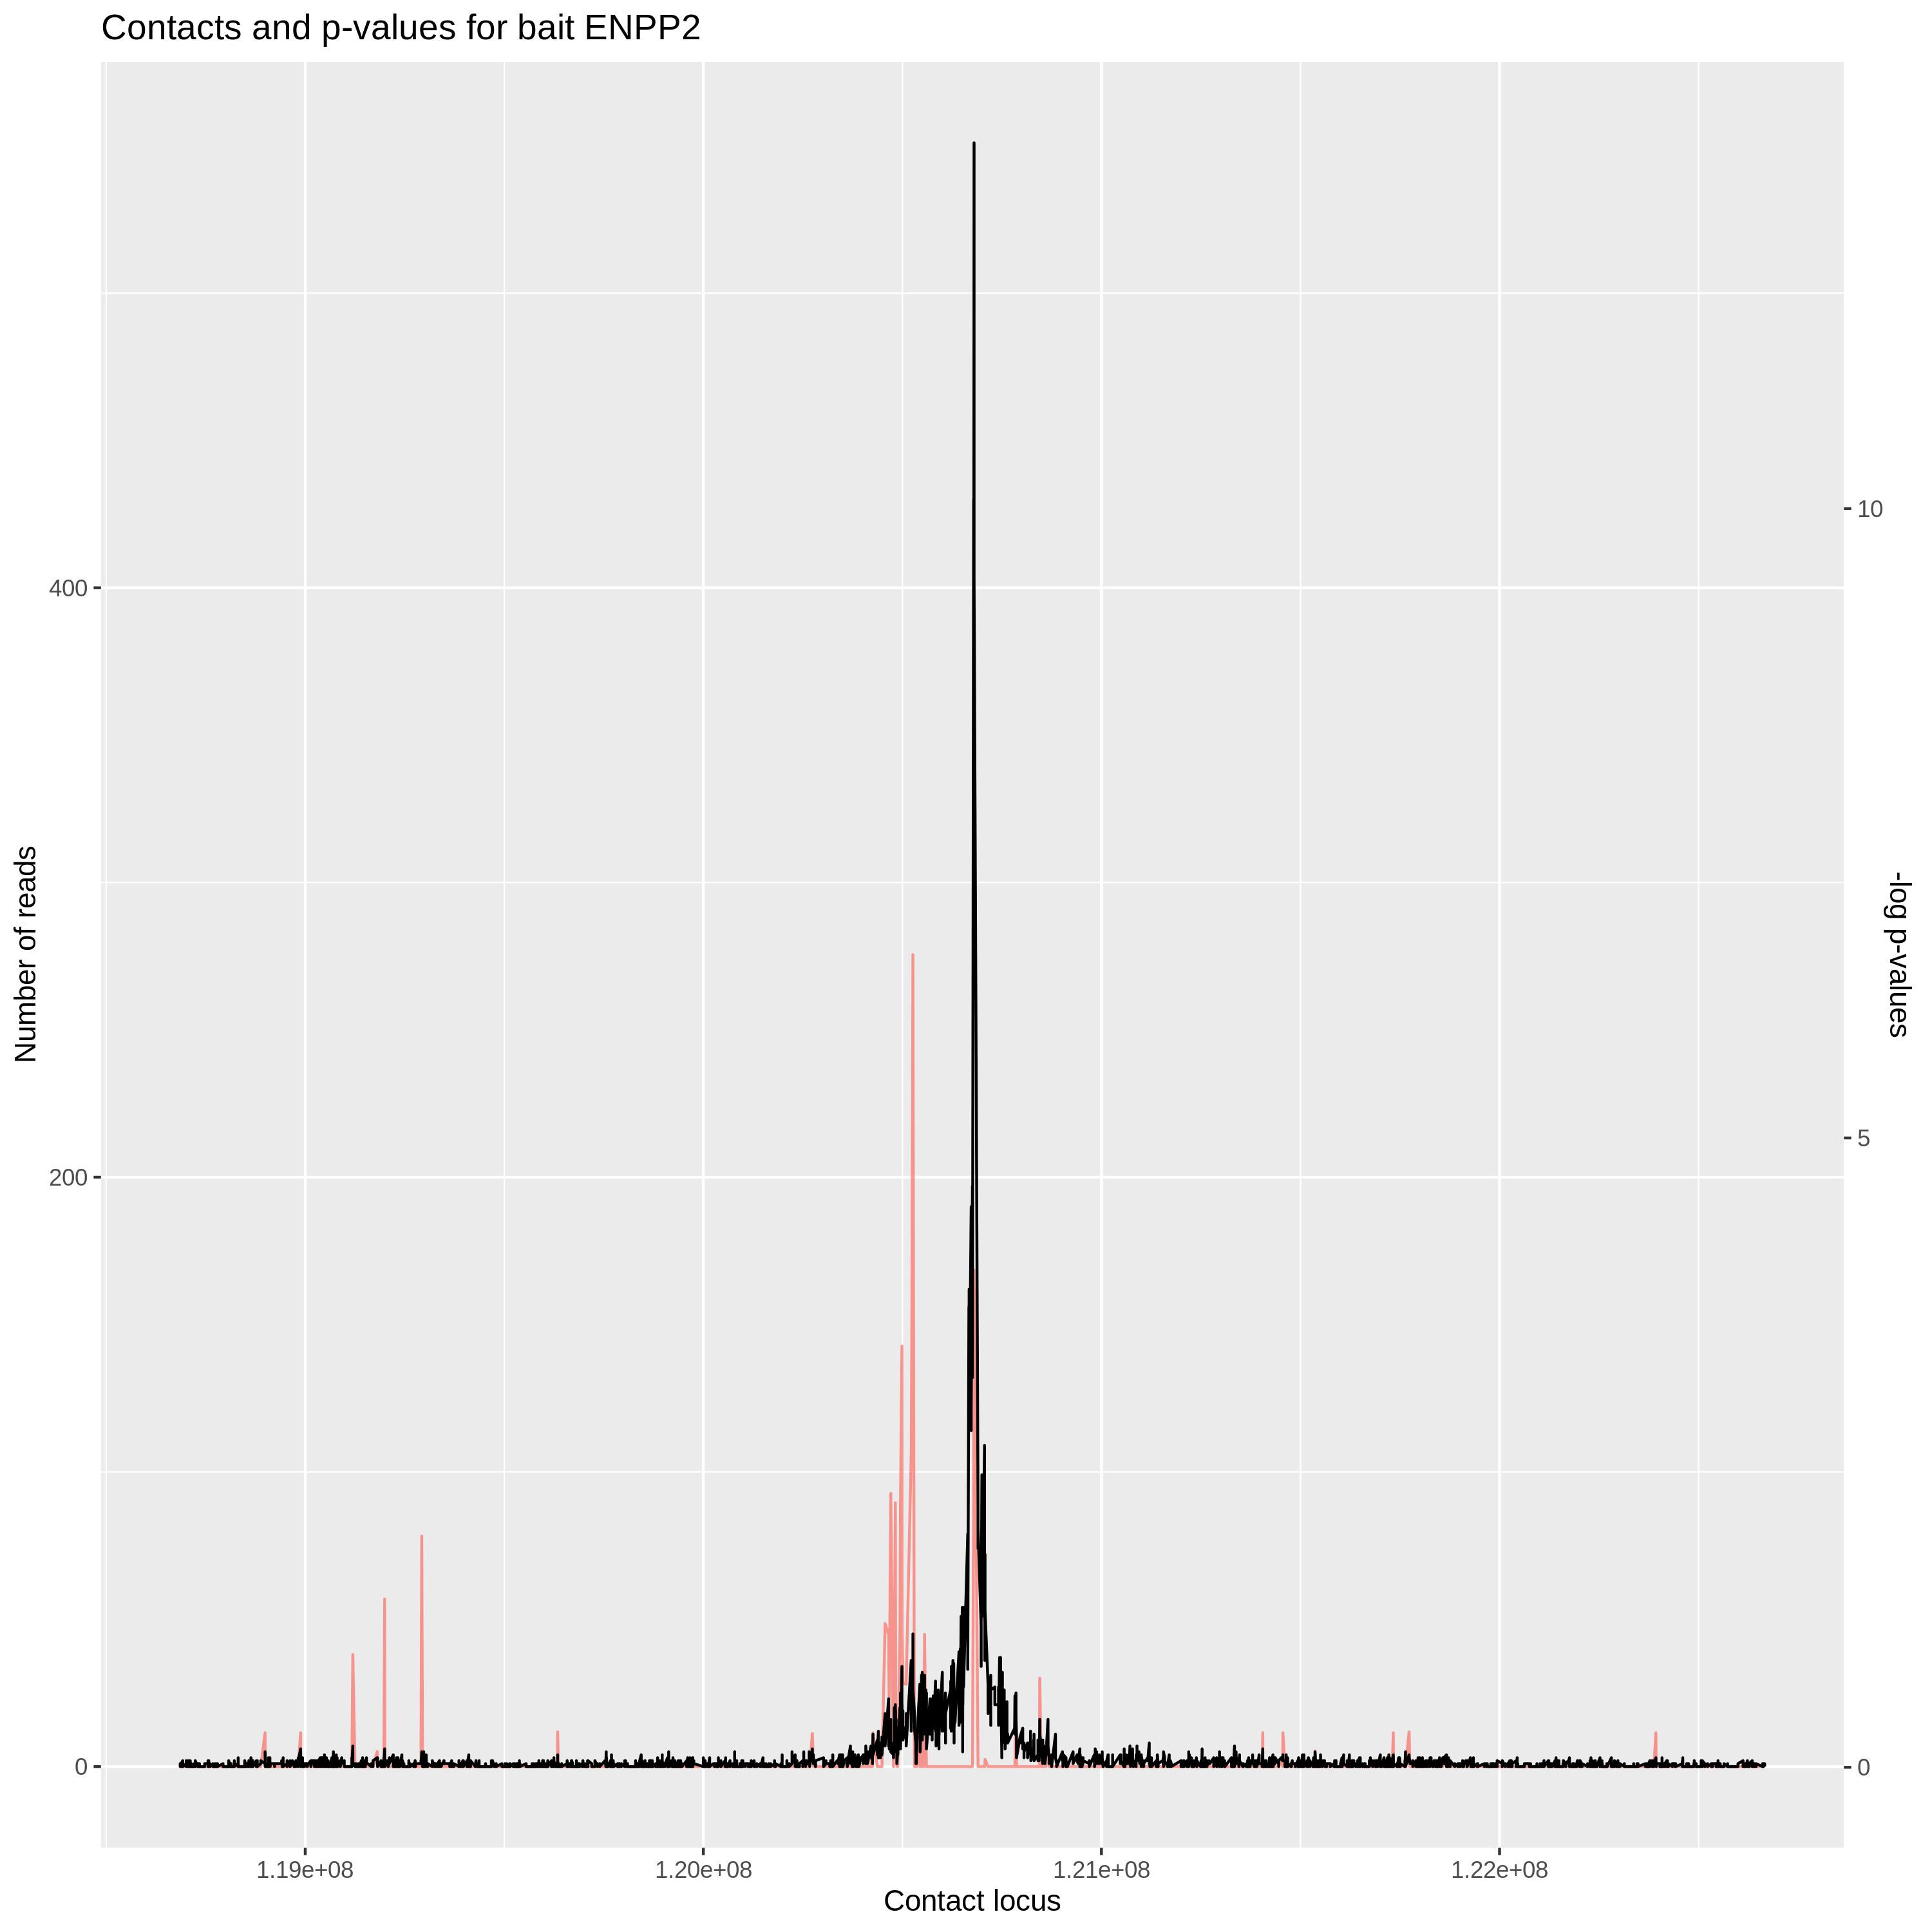 Contacts and p-values for bait ENPP2
Number of reads
400
200
0
10
5
0
-log p-values
1.19e+08
1.20e+08
1.21e+08
1.22e+08
Contact locus